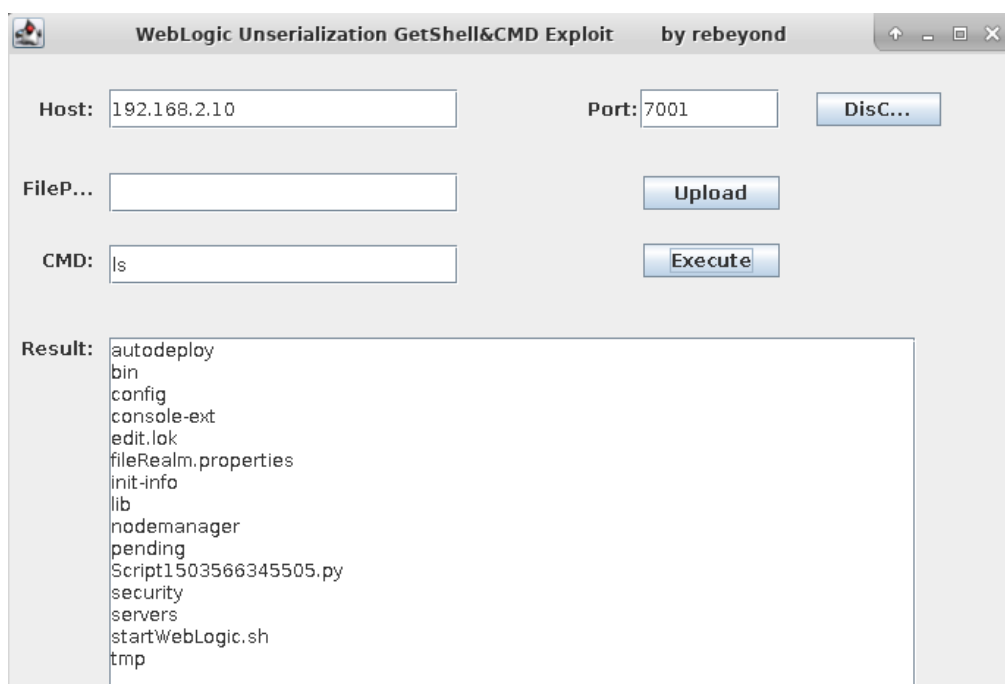 WebLogic Unserialization GetShell&CMD Exploit by rebeyond
Host: 192.168.2.10 Port: 7001 DisC...
FileP... Upload
CMD: ls Execute
Result: autodeploy
bin
config
console-ext
edit.lok
fileRealm.properties
init-info
lib
nodemanager
pending
Script1503566345505.py
security
servers
startWebLogic.sh
tmp